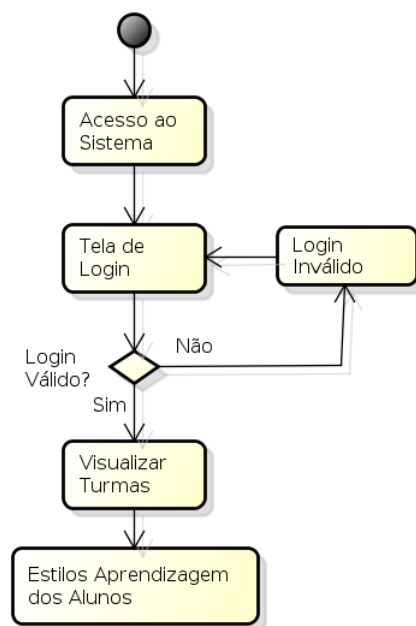 Acesso ao
Sistema
Tela de
Login
Login
Inválido
Login
Válido?
Não
Sim
Visualizar
Turmas
Estilos Aprendizagem
dos Alunos